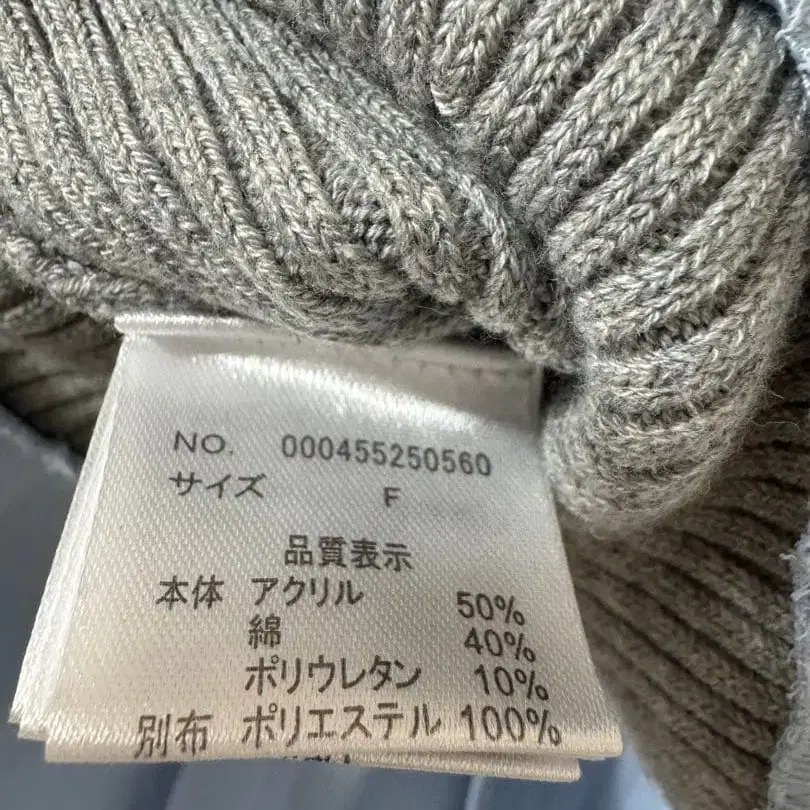 NO. 000455250560
サイズ F
品質表示
本体 アクリル 50%
綿 40%
ポリウレタン 10%
別布 ポリエステル 100%